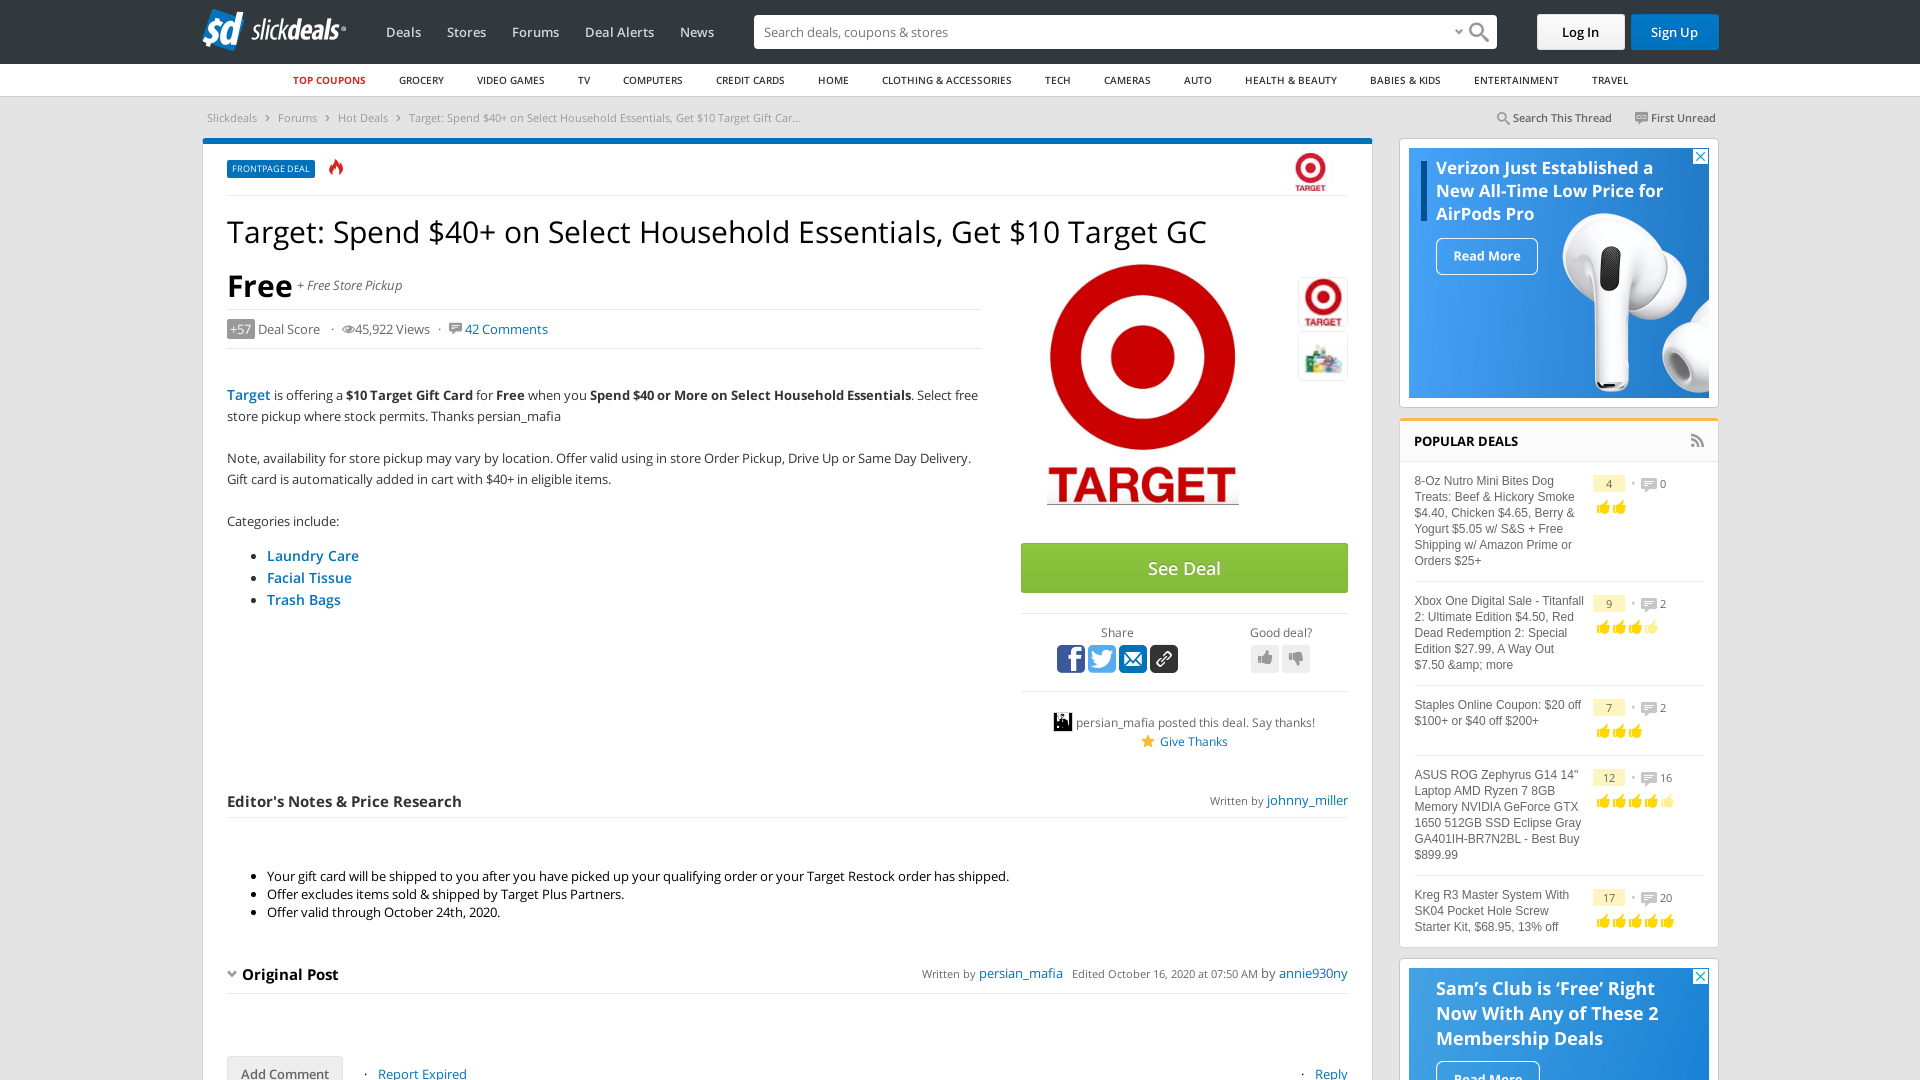 slickdeals
Deals
Stores
Forums
Deal Alerts
News
Search deals, coupons & stores
Log In
Sign Up
TOP COUPONS
GROCERY
VIDEO GAMES
TV
COMPUTERS
CREDIT CARDS
HOME
CLOTHING & ACCESSORIES
TECH
CAMERAS
AUTO
HEALTH & BEAUTY
BABIES & KIDS
ENTERTAINMENT
TRAVEL
Slickdeals > Forums > Hot Deals > Target: Spend $40+ on Select Household Essentials, Get $10 Target Gift Car...
Search This Thread
First Unread
FRONTPAGE DEAL
TARGET
Target: Spend $40+ on Select Household Essentials, Get $10 Target GC
Free + Free Store Pickup
+57 Deal Score · 45,922 Views · 42 Comments
Target is offering a $10 Target Gift Card for Free when you Spend $40 or More on Select Household Essentials. Select free
store pickup where stock permits. Thanks persian_mafia
Note, availability for store pickup may vary by location. Offer valid using in store Order Pickup, Drive Up or Same Day Delivery.
Gift card is automatically added in cart with $40+ in eligible items.
Categories include:
• Laundry Care
• Facial Tissue
• Trash Bags
TARGET
TARGET
See Deal
Share
Good deal?
persian_mafia posted this deal. Say thanks!
Give Thanks
Editor's Notes & Price Research
Written by johnny_miller
• Your gift card will be shipped to you after you have picked up your qualifying order or your Target Restock order has shipped.
• Offer excludes items sold & shipped by Target Plus Partners.
• Offer valid through October 24th, 2020.
Original Post
Written by persian_mafia Edited October 16, 2020 at 07:50 AM by annie930ny
Add Comment
· Report Expired
· Reply
Verizon Just Established a
New All-Time Low Price for
AirPods Pro
Read More
POPULAR DEALS
8-Oz Nutro Mini Bites Dog
Treats: Beef & Hickory Smoke
$4.40, Chicken $4.65, Berry &
Yogurt $5.05 w/ S&S + Free
Shipping w/ Amazon Prime or
Orders $25+
4 • 0
Xbox One Digital Sale - Titanfall
2: Ultimate Edition $4.50, Red
Dead Redemption 2: Special
Edition $27.99, A Way Out
$7.50 &amp; more
9 • 2
Staples Online Coupon: $20 off
$100+ or $40 off $200+
7 • 2
ASUS ROG Zephyrus G14 14"
Laptop AMD Ryzen 7 8GB
Memory NVIDIA GeForce GTX
1650 512GB SSD Eclipse Gray
GA401IH-BR7N2BL - Best Buy
$899.99
12 • 16
Kreg R3 Master System With
SK04 Pocket Hole Screw
Starter Kit, $68.95, 13% off
17 • 20
Sam's Club is ‘Free’ Right
Now With Any of These 2
Membership Deals
Read More